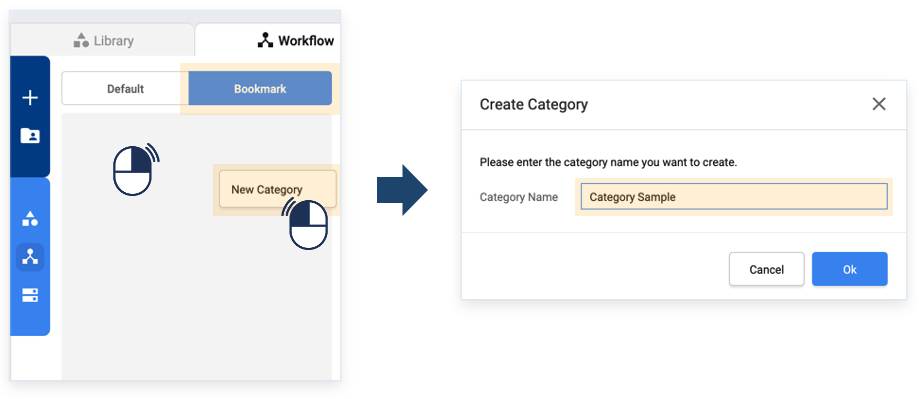 Library
Workflow
Default
Bookmark
New Category
Create Category
Please enter the category name you want to create.
Category Name
Category Sample
Cancel
Ok